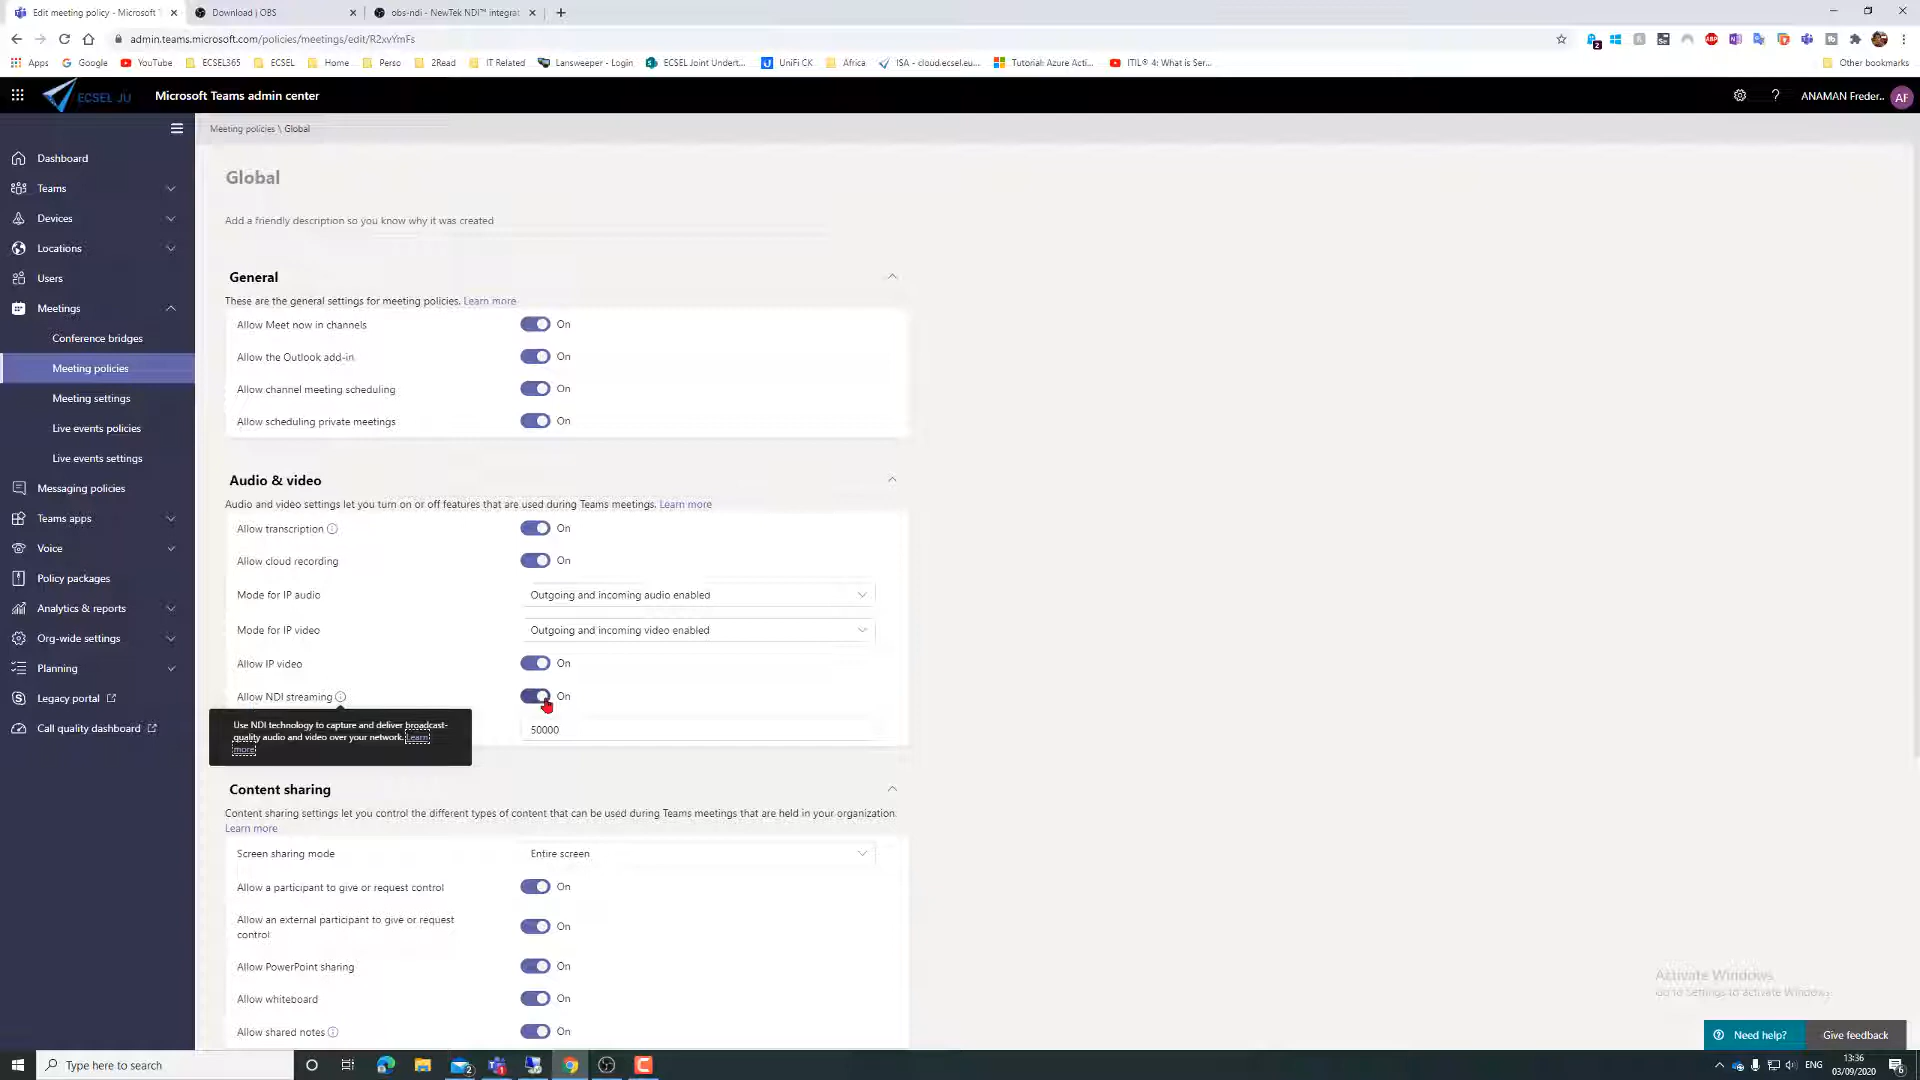 Edit meeting policy - Microsoft T
Download | OBS
obs-ndi - NewTek NDI™ integrat
admin.teams.microsoft.com/policies/meetings/edit/R2xvYmFs
Apps
Google
YouTube
ECSEL365
ECSEL
Home
Perso
2Read
IT Related
Lansweeper - Login
ECSEL Joint Undert...
UniFi CK
Africa
ISA - cloud.ecsel.eu...
Tutorial: Azure Acti...
ITIL® 4: What is Ser...
Other bookmarks
ECSEL JU
Microsoft Teams admin center
ANAMAN Freder..
AF
Dashboard
Teams
Devices
Locations
Users
Meetings
Conference bridges
Meeting policies
Meeting settings
Live events policies
Live events settings
Messaging policies
Teams apps
Voice
Policy packages
Analytics & reports
Org-wide settings
Planning
Legacy portal
Call quality dashboard
Meeting policies \ Global
Global
Add a friendly description so you know why it was created
General
These are the general settings for meeting policies. Learn more
Allow Meet now in channels On
Allow the Outlook add-in On
Allow channel meeting scheduling On
Allow scheduling private meetings On
Audio & video
Audio and video settings let you turn on or off features that are used during Teams meetings. Learn more
Allow transcription On
Allow cloud recording On
Mode for IP audio Outgoing and incoming audio enabled
Mode for IP video Outgoing and incoming video enabled
Allow IP video On
Allow NDI streaming On
Use NDI technology to capture and deliver broadcast-
quality audio and video over your network. Learn
more
50000
Content sharing
Content sharing settings let you control the different types of content that can be used during Teams meetings that are held in your organization.
Learn more
Screen sharing mode Entire screen
Allow a participant to give or request control On
Allow an external participant to give or request
control On
Allow PowerPoint sharing On
Allow whiteboard On
Allow shared notes On
Activate Windows
Go to Settings to activate Windows.
Need help?
Give feedback
Type here to search
ENG
13:36
03/09/2020